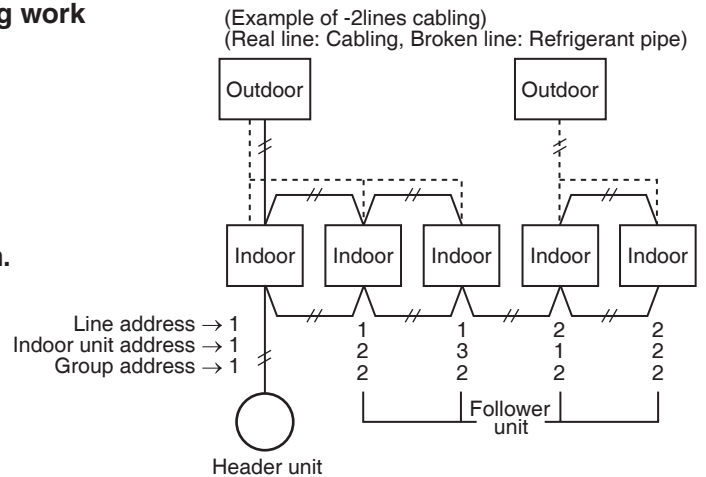 g work
(Example of -2lines cabling)
(Real line: Cabling, Broken line: Refrigerant pipe)
Outdoor Outdoor
n.
Indoor Indoor Indoor Indoor Indoor
Line address → 1 1 1 2 2
Indoor unit address → 1 2 3 1 2
Group address → 1 2 2 2 2
Follower
unit
Header unit